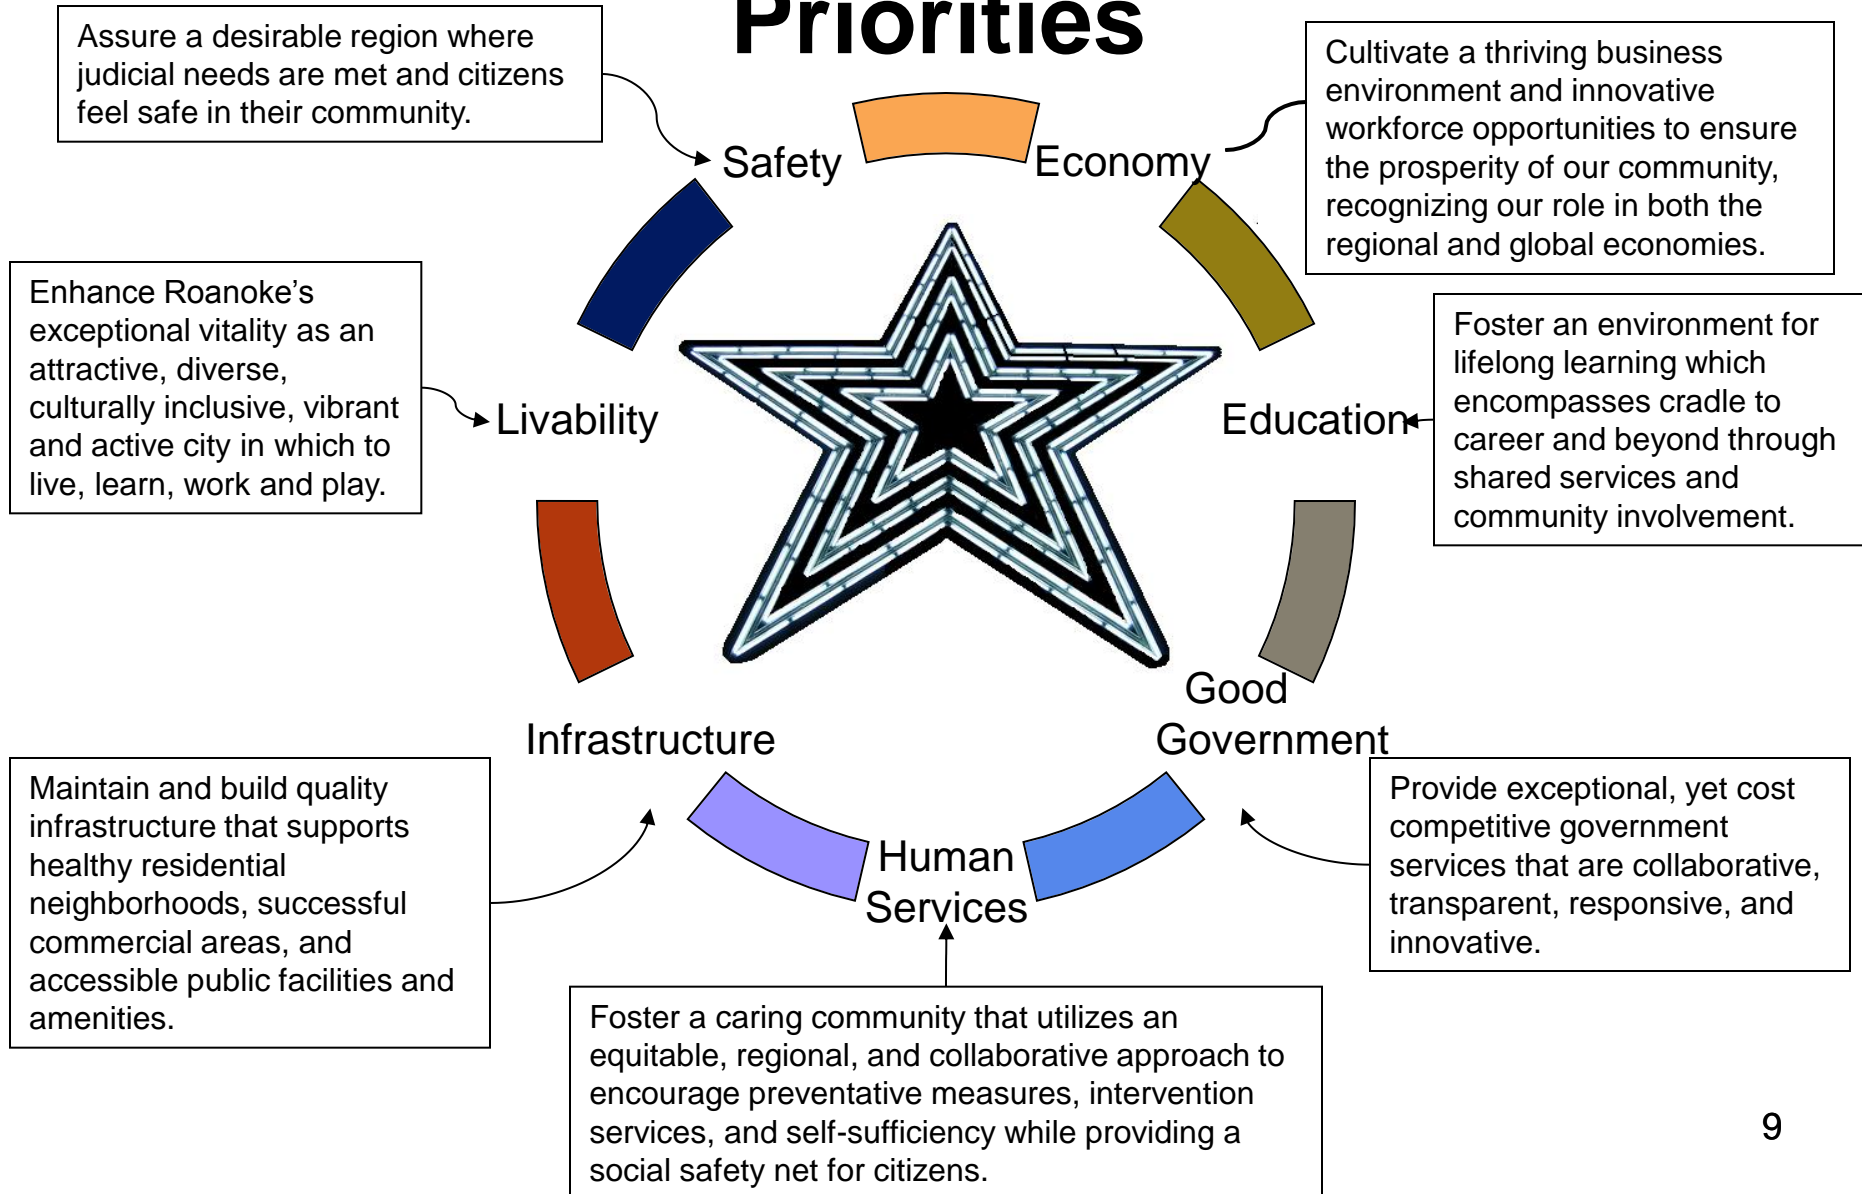 Priorities
Assure a desirable region where
judicial needs are met and citizens
feel safe in their community.
Cultivate a thriving business
environment and innovative
workforce opportunities to ensure
the prosperity of our community,
recognizing our role in both the
regional and global economies.
Safety
Economy
Enhance Roanoke’s
exceptional vitality as an
attractive, diverse,
culturally inclusive, vibrant
and active city in which to
live, learn, work and play.
Foster an environment for
lifelong learning which
encompasses cradle to
career and beyond through
shared services and
community involvement.
Livability
Education
Good
Government
Infrastructure
Maintain and build quality
infrastructure that supports
healthy residential
neighborhoods, successful
commercial areas, and
accessible public facilities and
amenities.
Provide exceptional, yet cost
competitive government
services that are collaborative,
transparent, responsive, and
innovative.
Human
Services
Foster a caring community that utilizes an
equitable, regional, and collaborative approach to
encourage preventative measures, intervention
services, and self-sufficiency while providing a
social safety net for citizens.
9